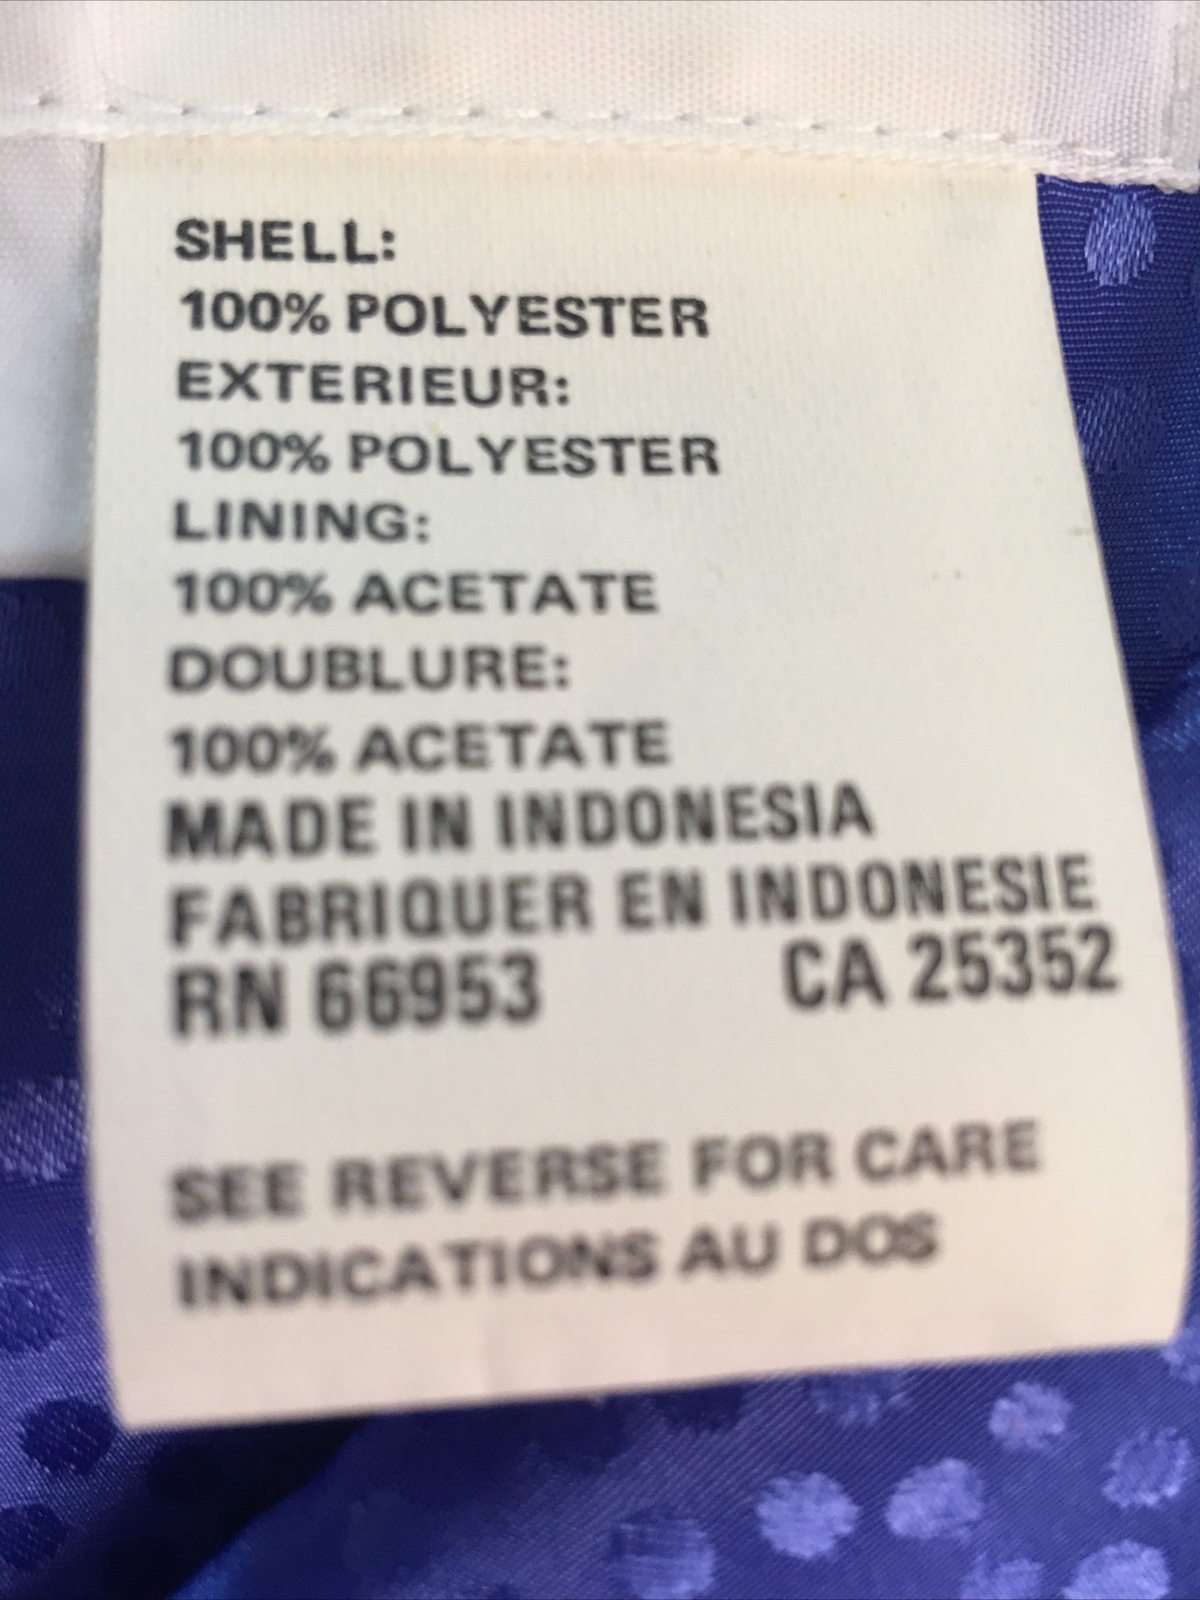 SHELL:
100% POLYESTER
EXTERIEUR:
100% POLYESTER
LINING:
100% ACETATE
DOUBLURE:
100% ACETATE
MADE IN INDONESIA
FABRIQUER EN INDONESIE
RN 66953 CA 25352
SEE REVERSE FOR CARE
INDICATIONS AU DOS